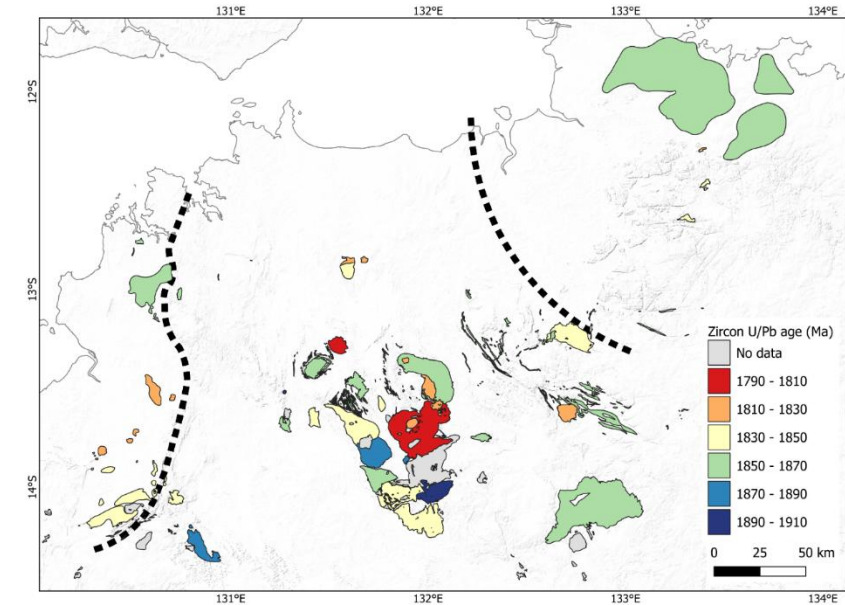 131°E 132°E 133°E 134°E
12°S
13°S
14°S
Zircon U/Pb age (Ma)
No data
1790 - 1810
1810 - 1830
1830 - 1850
1850 - 1870
1870 - 1890
1890 - 1910
0 25 50 km
131°E 132°E 133°E 134°E